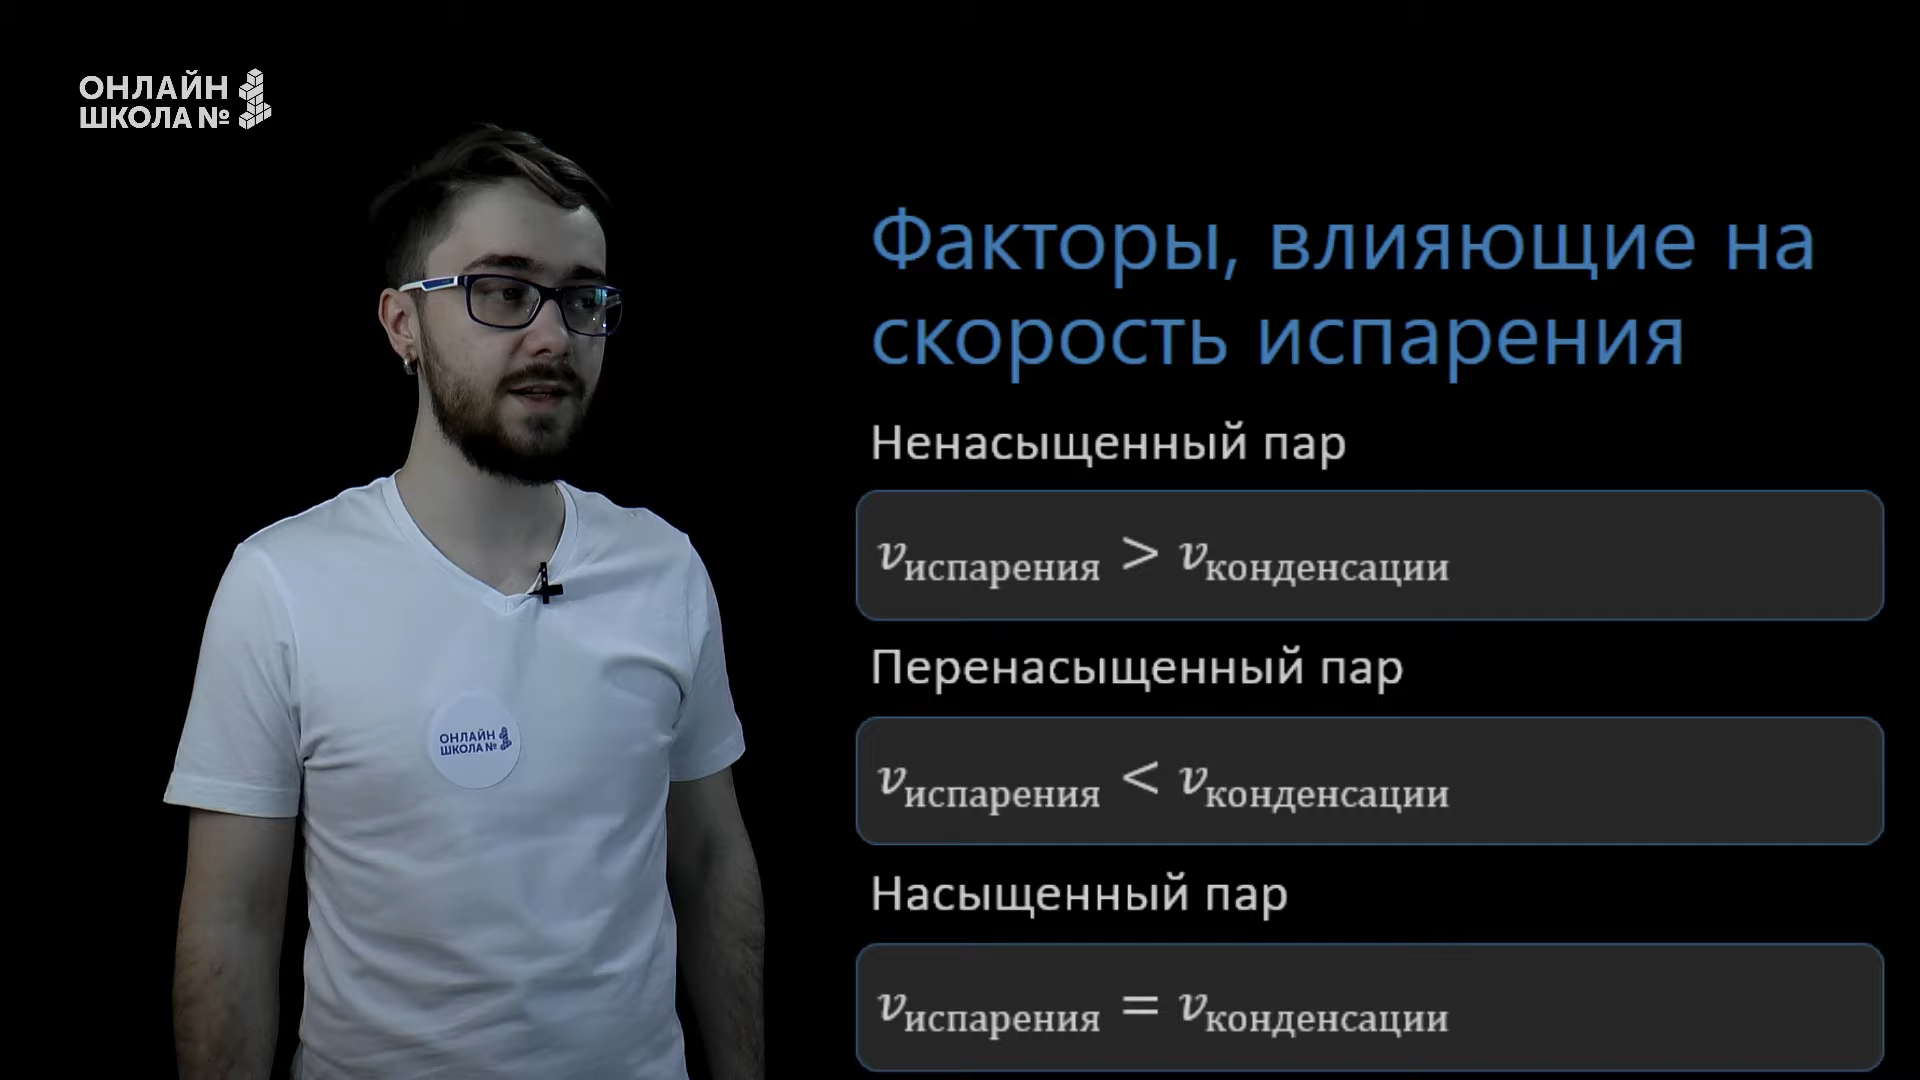 ОНЛАЙН
ШКОЛА №
Факторы, влияющие на
скорость испарения
Ненасыщенный пар
vиспарения > vконденсации
Перенасыщенный пар
vиспарения < vконденсации
Насыщенный пар
vиспарения = vконденсации
ОНЛАЙН
ШКОЛА №